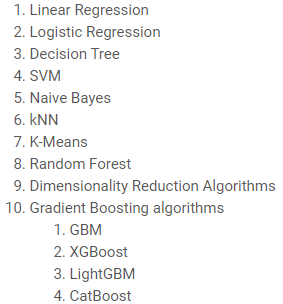 1. Linear Regression
2. Logistic Regression
3. Decision Tree
4. SVM
5. Naive Bayes
6. kNN
7. K-Means
8. Random Forest
9. Dimensionality Reduction Algorithms
10. Gradient Boosting algorithms
1. GBM
2. XGBoost
3. LightGBM
4. CatBoost